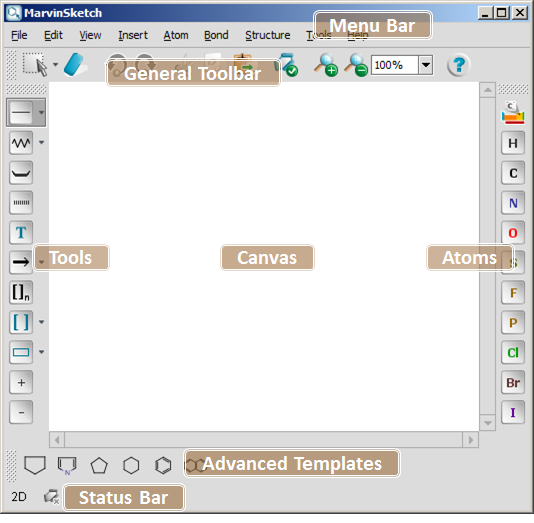 MarvinSketch
Menu Bar
File Edit View Insert Atom Bond Structure Tools Help
General Toolbar
100%
?
C
H
C
N
T
O
Tools
Canvas
Atoms
S
[]n
F
[ ]
P
Cl
+
Br
-
I
N
Advanced Templates
2D
Status Bar